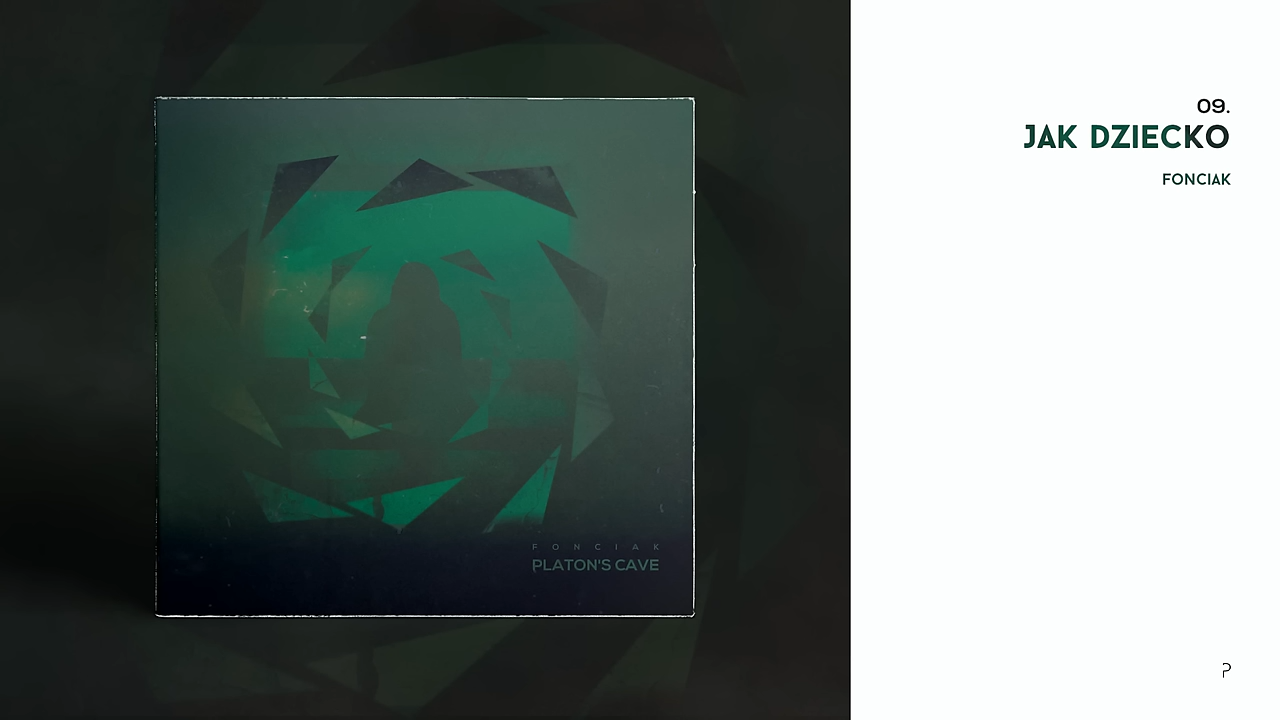 09.
JAK DZIECKO
FONCIAK
FONCIAK
PLATON'S CAVE